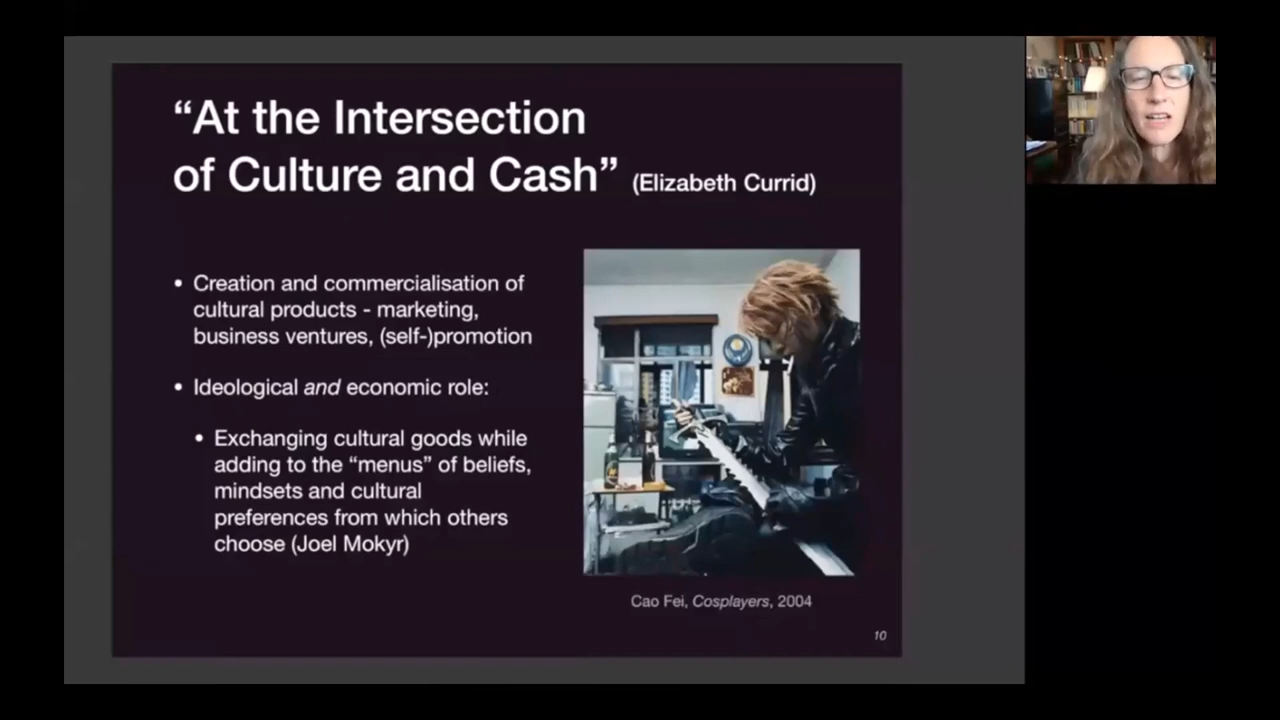 “At the Intersection
of Culture and Cash” (Elizabeth Currid)
• Creation and commercialisation of
cultural products - marketing,
business ventures, (self-)promotion
• Ideological and economic role:
• Exchanging cultural goods while
adding to the “menus” of beliefs,
mindsets and cultural
preferences from which others
choose (Joel Mokyr)
Cao Fei, Cosplayers, 2004
10